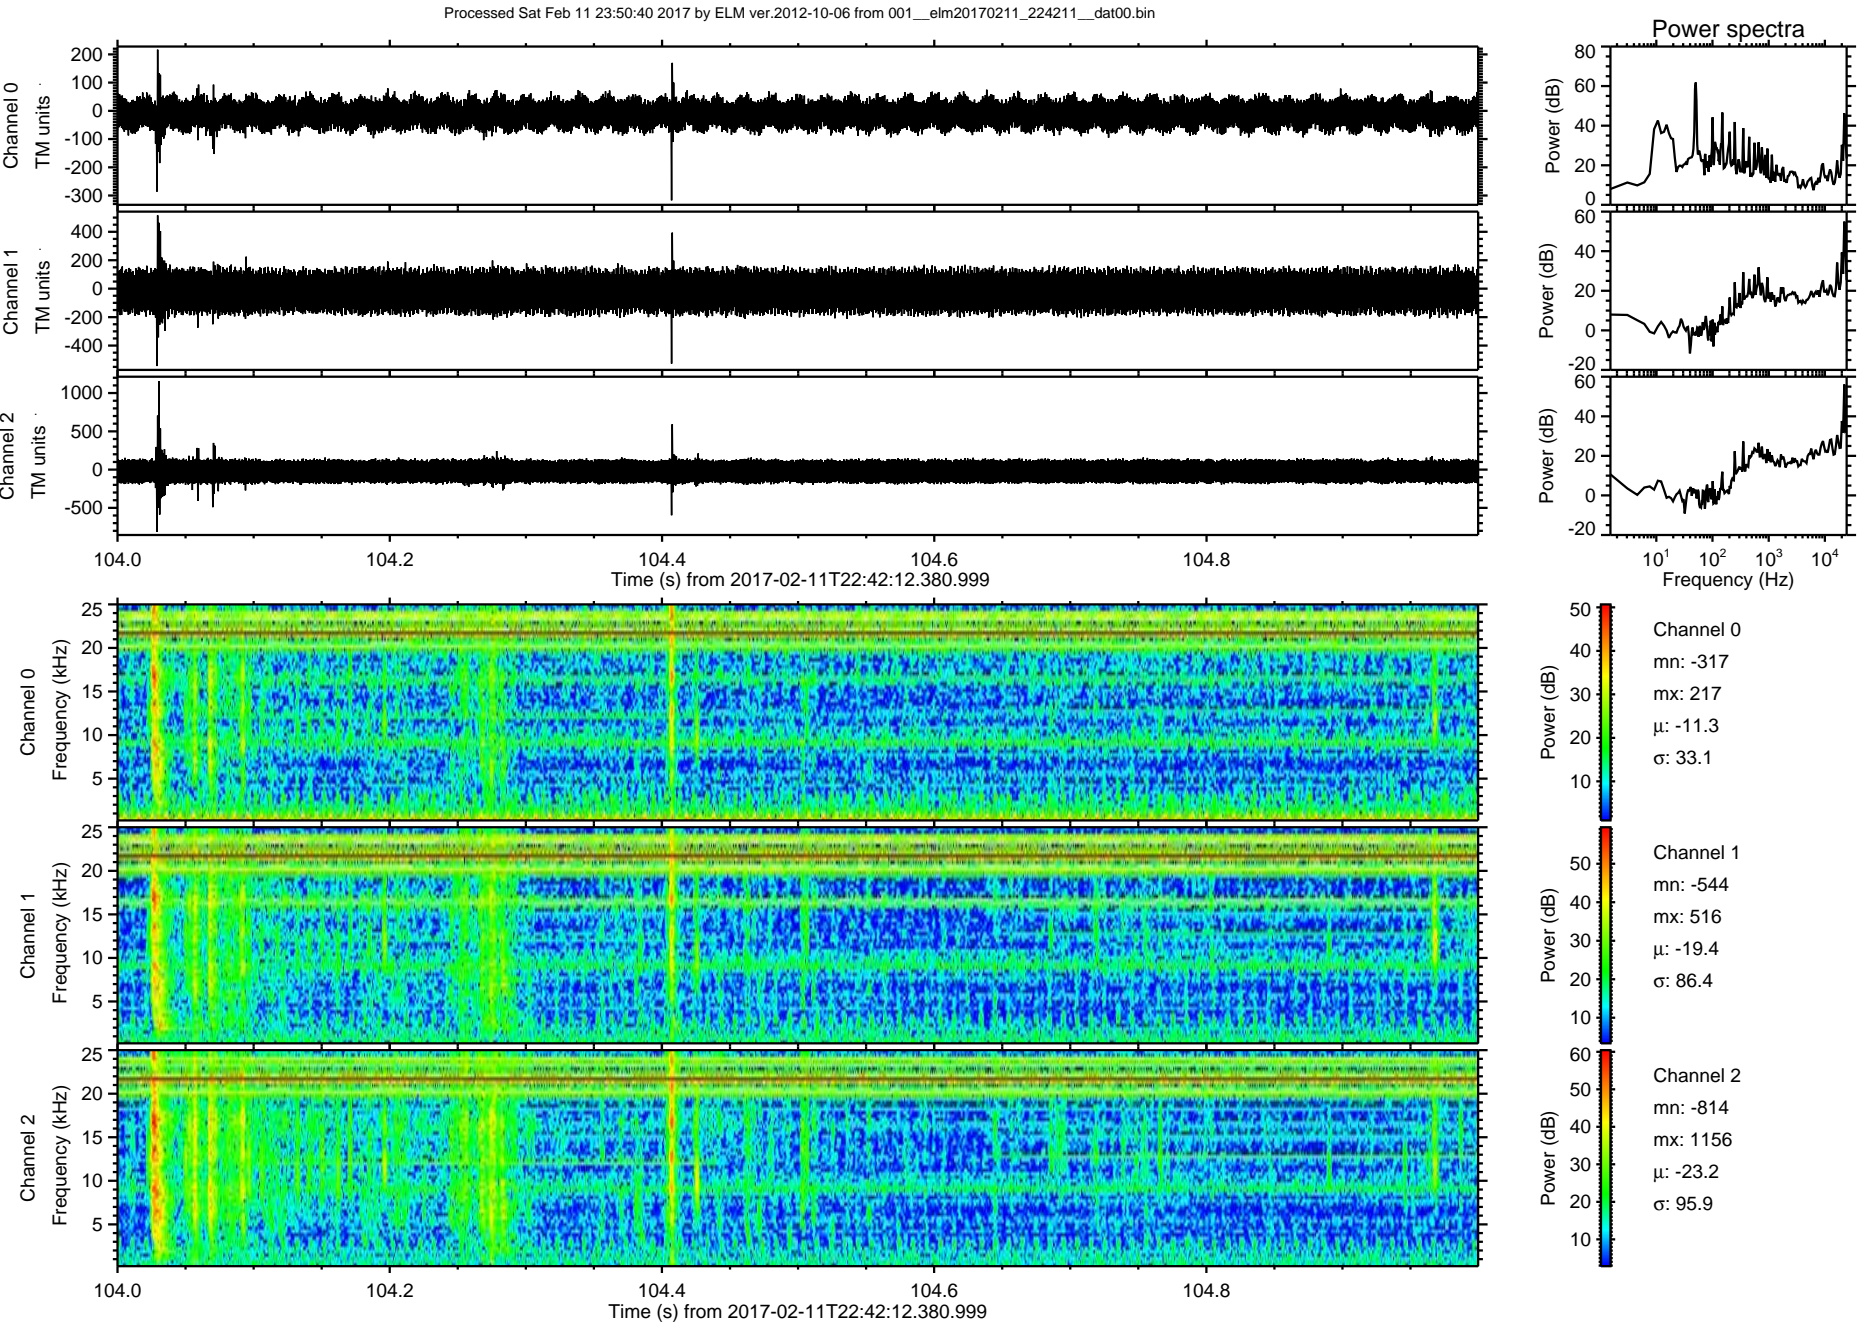 Processed Sat Feb 11 23:50:40 2017 by ELM ver.2012-10-06 from 001__elm20170211_224211__dat00.bin
Power spectra
Channel 0
TM units
200
100
0
-100
-200
-300
Power (dB)
80
60
40
20
0
Channel 1
TM units
400
200
0
-200
-400
Power (dB)
60
40
20
0
-20
Channel 2
TM units
1000
500
0
-500
Power (dB)
60
40
20
0
-20
104.0 104.2 104.4 104.6 104.8
Time (s) from 2017-02-11T22:42:12.380.999
10¹ 10² 10³ 10⁴
Frequency (Hz)
Channel 0
Frequency (kHz)
25
20
15
10
5
Power (dB)
50
40
30
20
10
Channel 0
mn: -317
mx: 217
μ: -11.3
σ: 33.1
Channel 1
Frequency (kHz)
25
20
15
10
5
Power (dB)
50
40
30
20
10
Channel 1
mn: -544
mx: 516
μ: -19.4
σ: 86.4
Channel 2
Frequency (kHz)
25
20
15
10
5
Power (dB)
60
50
40
30
20
10
Channel 2
mn: -814
mx: 1156
μ: -23.2
σ: 95.9
104.0 104.2 104.4 104.6 104.8
Time (s) from 2017-02-11T22:42:12.380.999